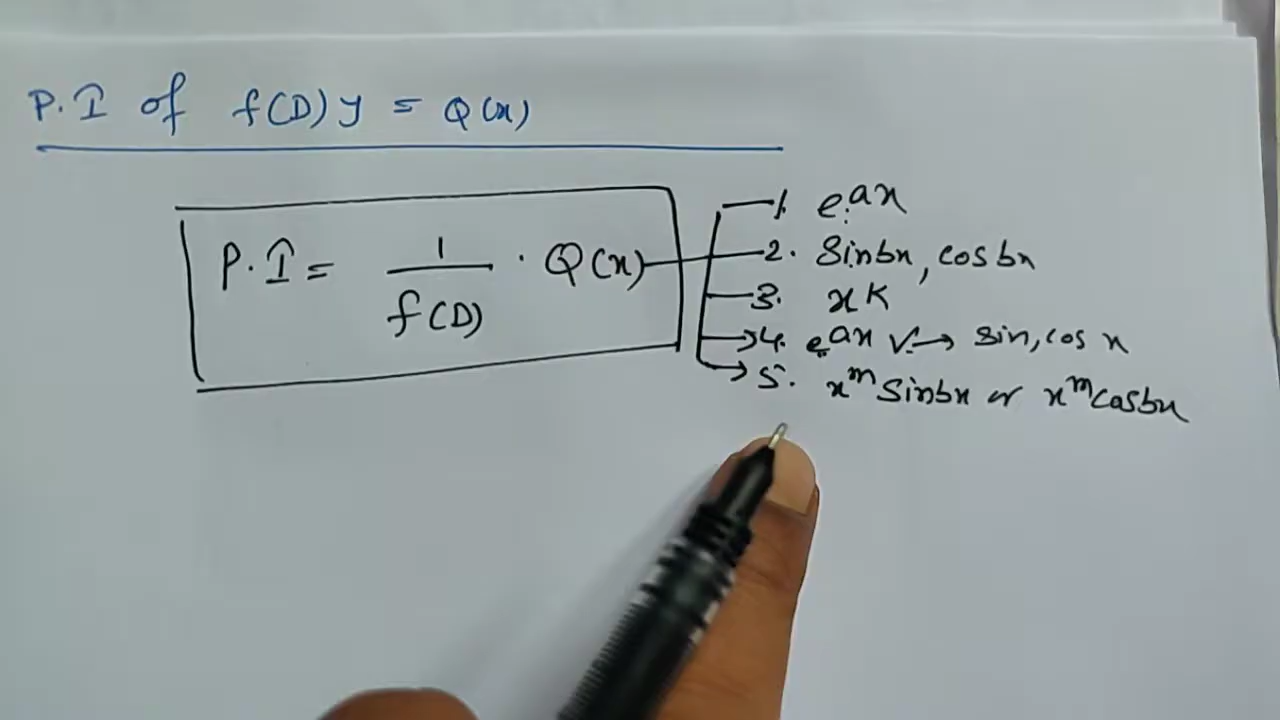 P.I of f(D)y = Q(x)
P.I = 1/f(D) · Q(x)
1. e^ax
2. Sinbx, cosbx
3. x^k
4. e^ax V. → sin, cos x
5. x^m Sinbx or x^m cosbx